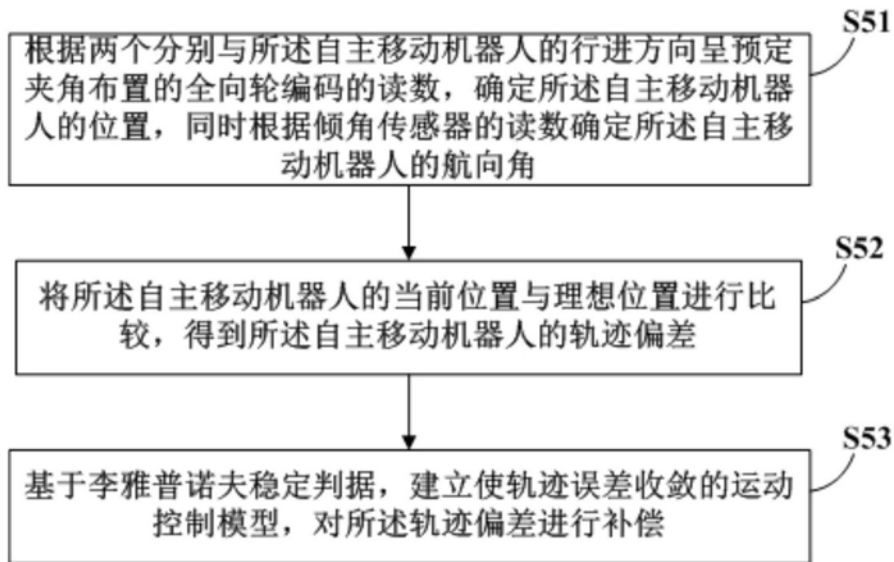 S51
根据两个分别与所述自主移动机器人的行进方向呈预定
夹角布置的全向轮编码的读数，确定所述自主移动机器
人的位置，同时根据倾角传感器的读数确定所述自主移
动机器人的航向角
S52
将所述自主移动机器人的当前位置与理想位置进行比
较，得到所述自主移动机器人的轨迹偏差
S53
基于李雅普诺夫稳定判据，建立使轨迹误差收敛的运动
控制模型，对所述轨迹偏差进行补偿